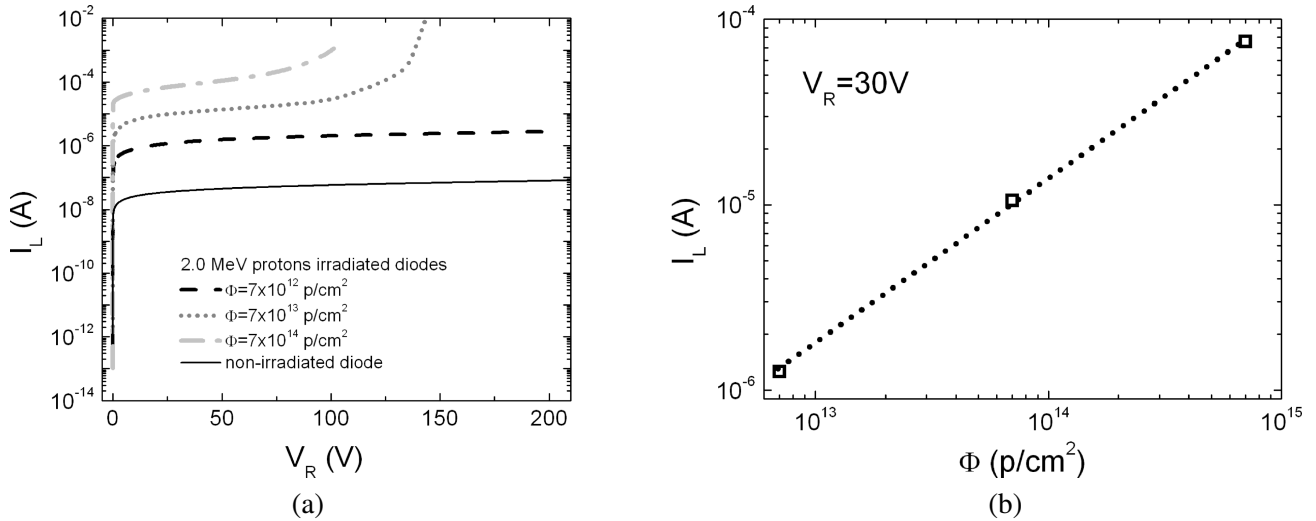 10^-2
10^-4
10^-6
10^-8
10^-10
10^-12
10^-14
I_L (A)
2.0 MeV protons irradiated diodes
Φ=7x10^12 p/cm^2
Φ=7x10^13 p/cm^2
Φ=7x10^14 p/cm^2
non-irradiated diode
0 50 100 150 200
V_R (V)
(a)
10^-4
10^-5
10^-6
I_L (A)
V_R=30V
10^13 10^14 10^15
Φ (p/cm^2)
(b)